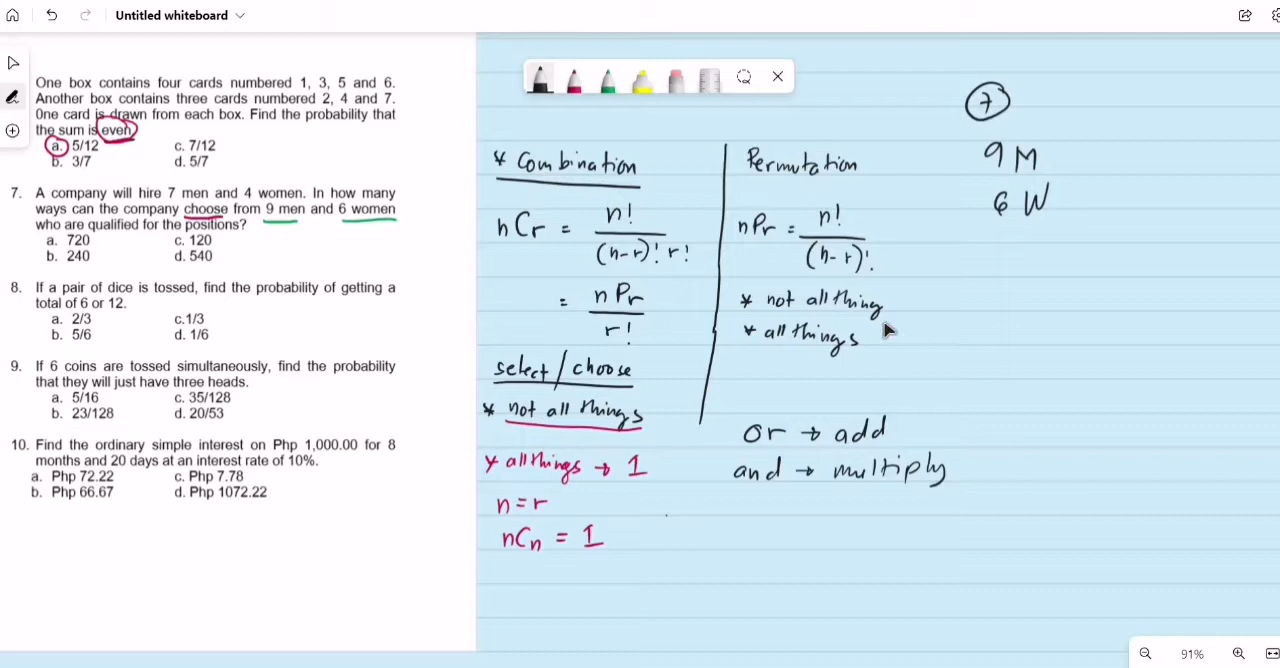 Untitled whiteboard
One box contains four cards numbered 1, 3, 5 and 6.
Another box contains three cards numbered 2, 4 and 7.
One card is drawn from each box. Find the probability that
the sum is even
a. 5/12 c. 7/12
b. 3/7 d. 5/7
7. A company will hire 7 men and 4 women. In how many
ways can the company choose from 9 men and 6 women
who are qualified for the positions?
a. 720 c. 120
b. 240 d. 540
8. If a pair of dice is tossed, find the probability of getting a
total of 6 or 12.
a. 2/3 c.1/3
b. 5/6 d. 1/6
9. If 6 coins are tossed simultaneously, find the probability
that they will just have three heads.
a. 5/16 c. 35/128
b. 23/128 d. 20/53
10. Find the ordinary simple interest on Php 1,000.00 for 8
months and 20 days at an interest rate of 10%.
a. Php 72.22 c. Php 7.78
b. Php 66.67 d. Php 1072.22
* Combination
nCr = n! / (n-r)! r!
= nPr / r!
select / choose
* not all things
* all things → 1
n = r
nCn = 1
Permutation
nPr = n! / (n-r)!
* not all thing
* all things
or → add
and → multiply
7
9 M
6 W
91%